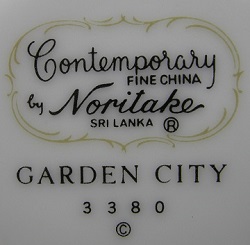 Contemporary
FINE CHINA
by Noritake
SRI LANKA ®
GARDEN CITY
3380
©